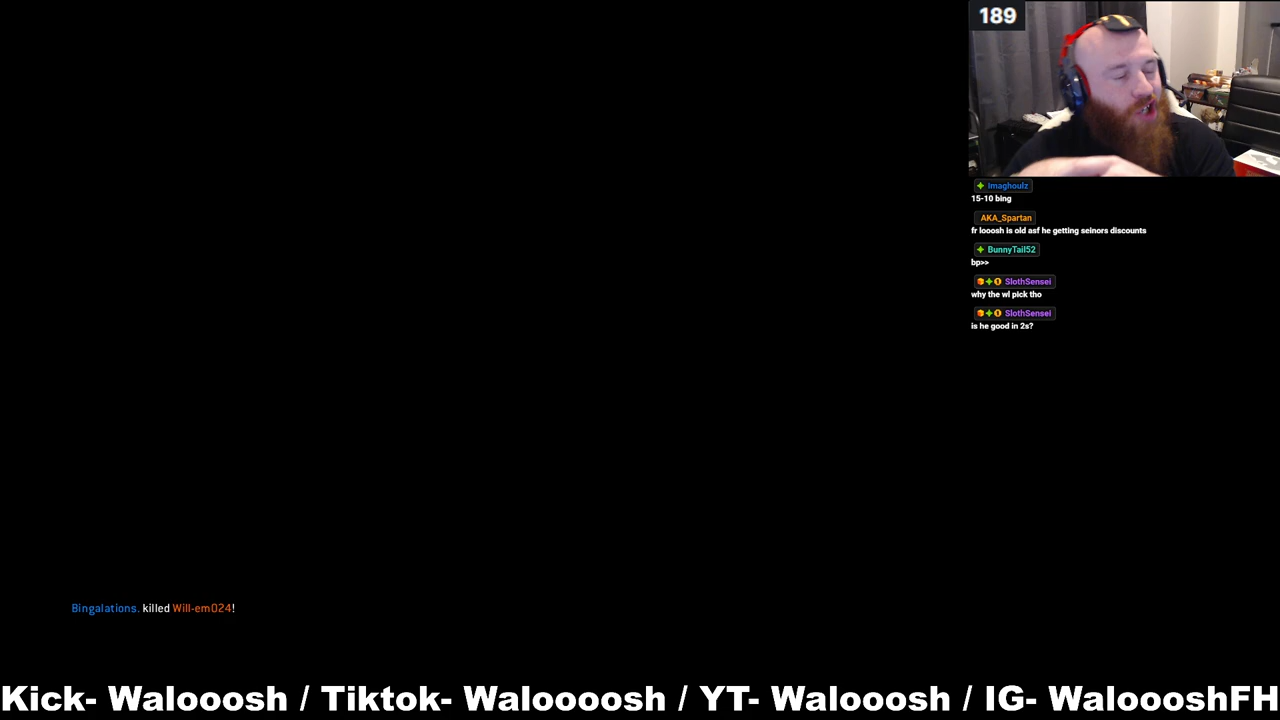 189
Imaghoulz
15-10 bing
AKA_Spartan
fr looosh is old asf he getting seinors discounts
BunnyTail52
bp>>
SlothSensei
why the wl pick tho
SlothSensei
is he good in 2s?
Bingalations. killed Will-em024!
Kick- Walooosh / Tiktok- Waloooosh / YT- Walooosh / IG- WalooooshFH